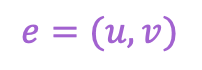 e = (u, v)